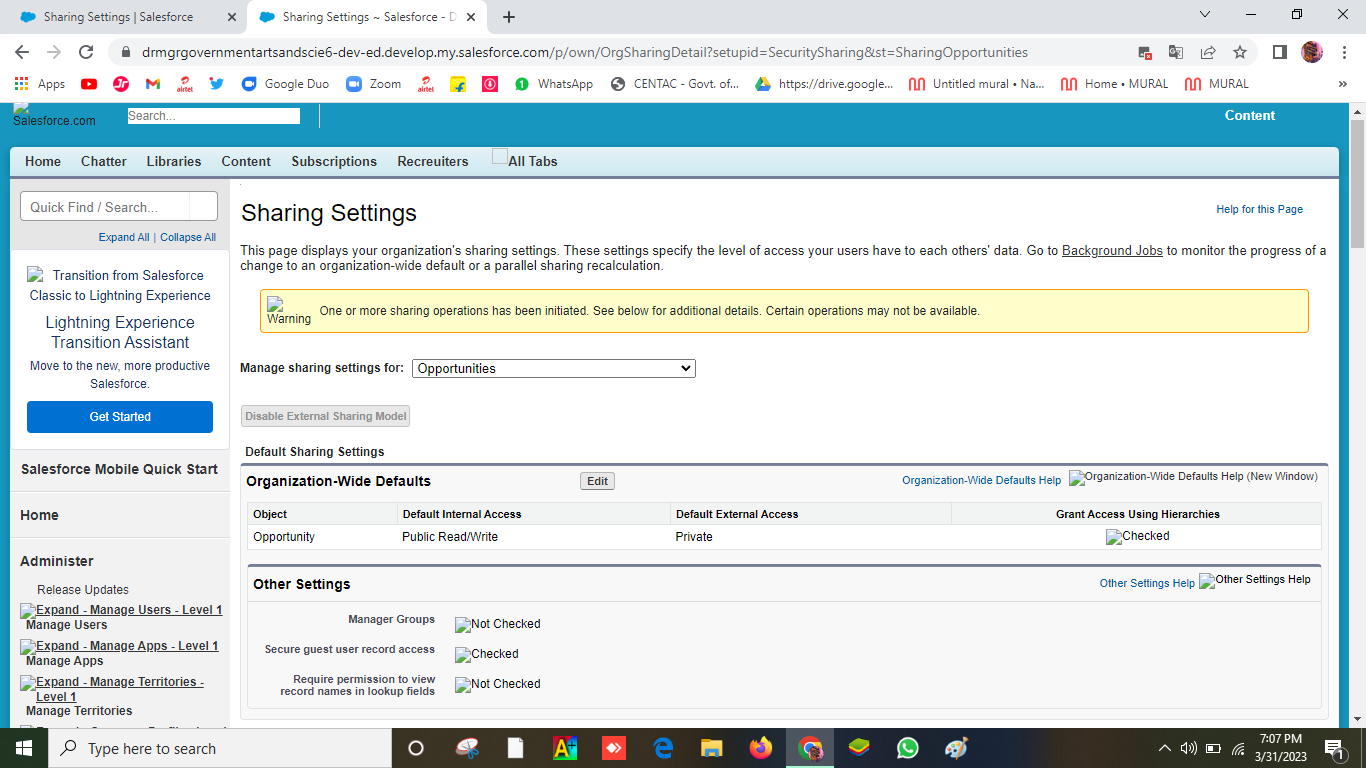 Sharing Settings | Salesforce
Sharing Settings ~ Salesforce - D
drmgrgovernmentartsandscie6-dev-ed.develop.my.salesforce.com/p/own/OrgSharingDetail?setupid=SecuritySharing&st=SharingOpportunities
Apps
airtel
Google Duo
Zoom
airtel
WhatsApp
CENTAC - Govt. of...
https://drive.google...
Untitled mural • Na...
Home • MURAL
MURAL
»
Salesforce.com
Search...
Content
Home
Chatter
Libraries
Content
Subscriptions
Recreuiters
All Tabs
Quick Find / Search...
Expand All | Collapse All
Transition from Salesforce
Classic to Lightning Experience
Lightning Experience
Transition Assistant
Move to the new, more productive
Salesforce.
Get Started
Salesforce Mobile Quick Start
Home
Administer
Release Updates
Expand - Manage Users - Level 1
Manage Users
Expand - Manage Apps - Level 1
Manage Apps
Expand - Manage Territories -
Level 1
Manage Territories
Sharing Settings
Help for this Page
This page displays your organization's sharing settings. These settings specify the level of access your users have to each others' data. Go to Background Jobs to monitor the progress of a
change to an organization-wide default or a parallel sharing recalculation.
Warning
One or more sharing operations has been initiated. See below for additional details. Certain operations may not be available.
Manage sharing settings for:
Opportunities
Disable External Sharing Model
Default Sharing Settings
Organization-Wide Defaults
Edit
Organization-Wide Defaults Help
Organization-Wide Defaults Help (New Window)
Object
Default Internal Access
Default External Access
Grant Access Using Hierarchies
Opportunity
Public Read/Write
Private
Checked
Other Settings
Other Settings Help
Other Settings Help
Manager Groups
Not Checked
Secure guest user record access
Checked
Require permission to view
record names in lookup fields
Not Checked
Type here to search
7:07 PM
3/31/2023
1